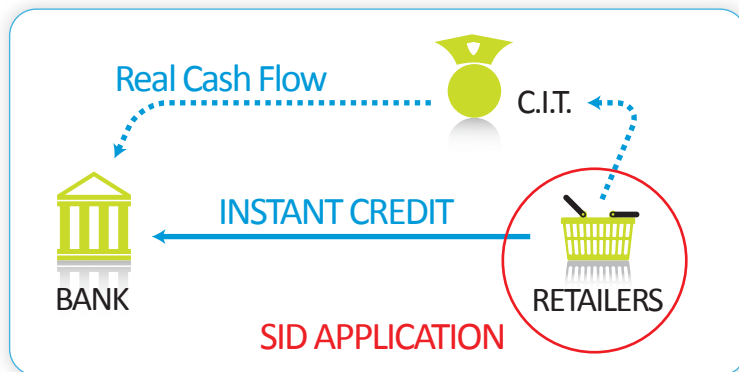 Real Cash Flow
C.I.T.
INSTANT CREDIT
BANK
RETAILERS
SID APPLICATION